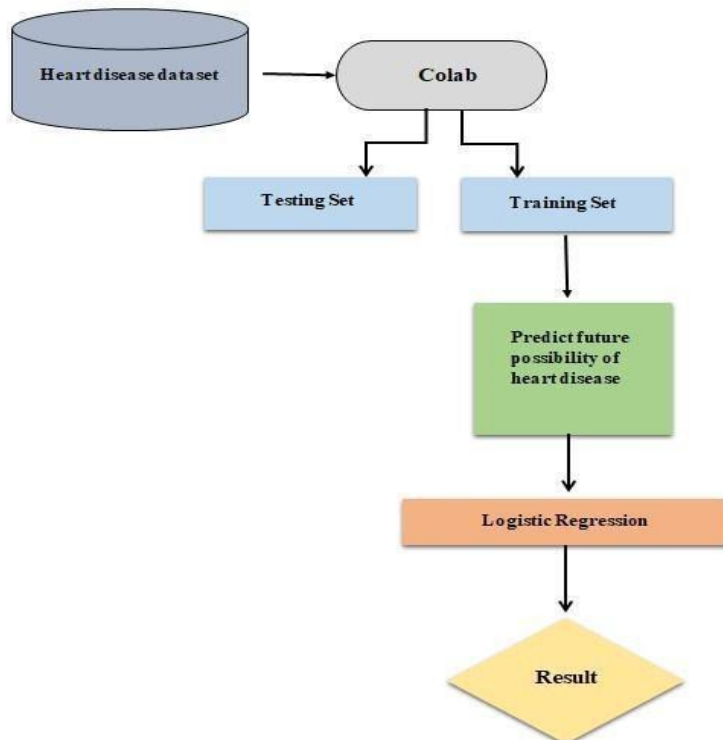 Heart disease dataset
Colab
Testing Set
Training Set
Predict future
possibility of
heart disease
Logistic Regression
Result